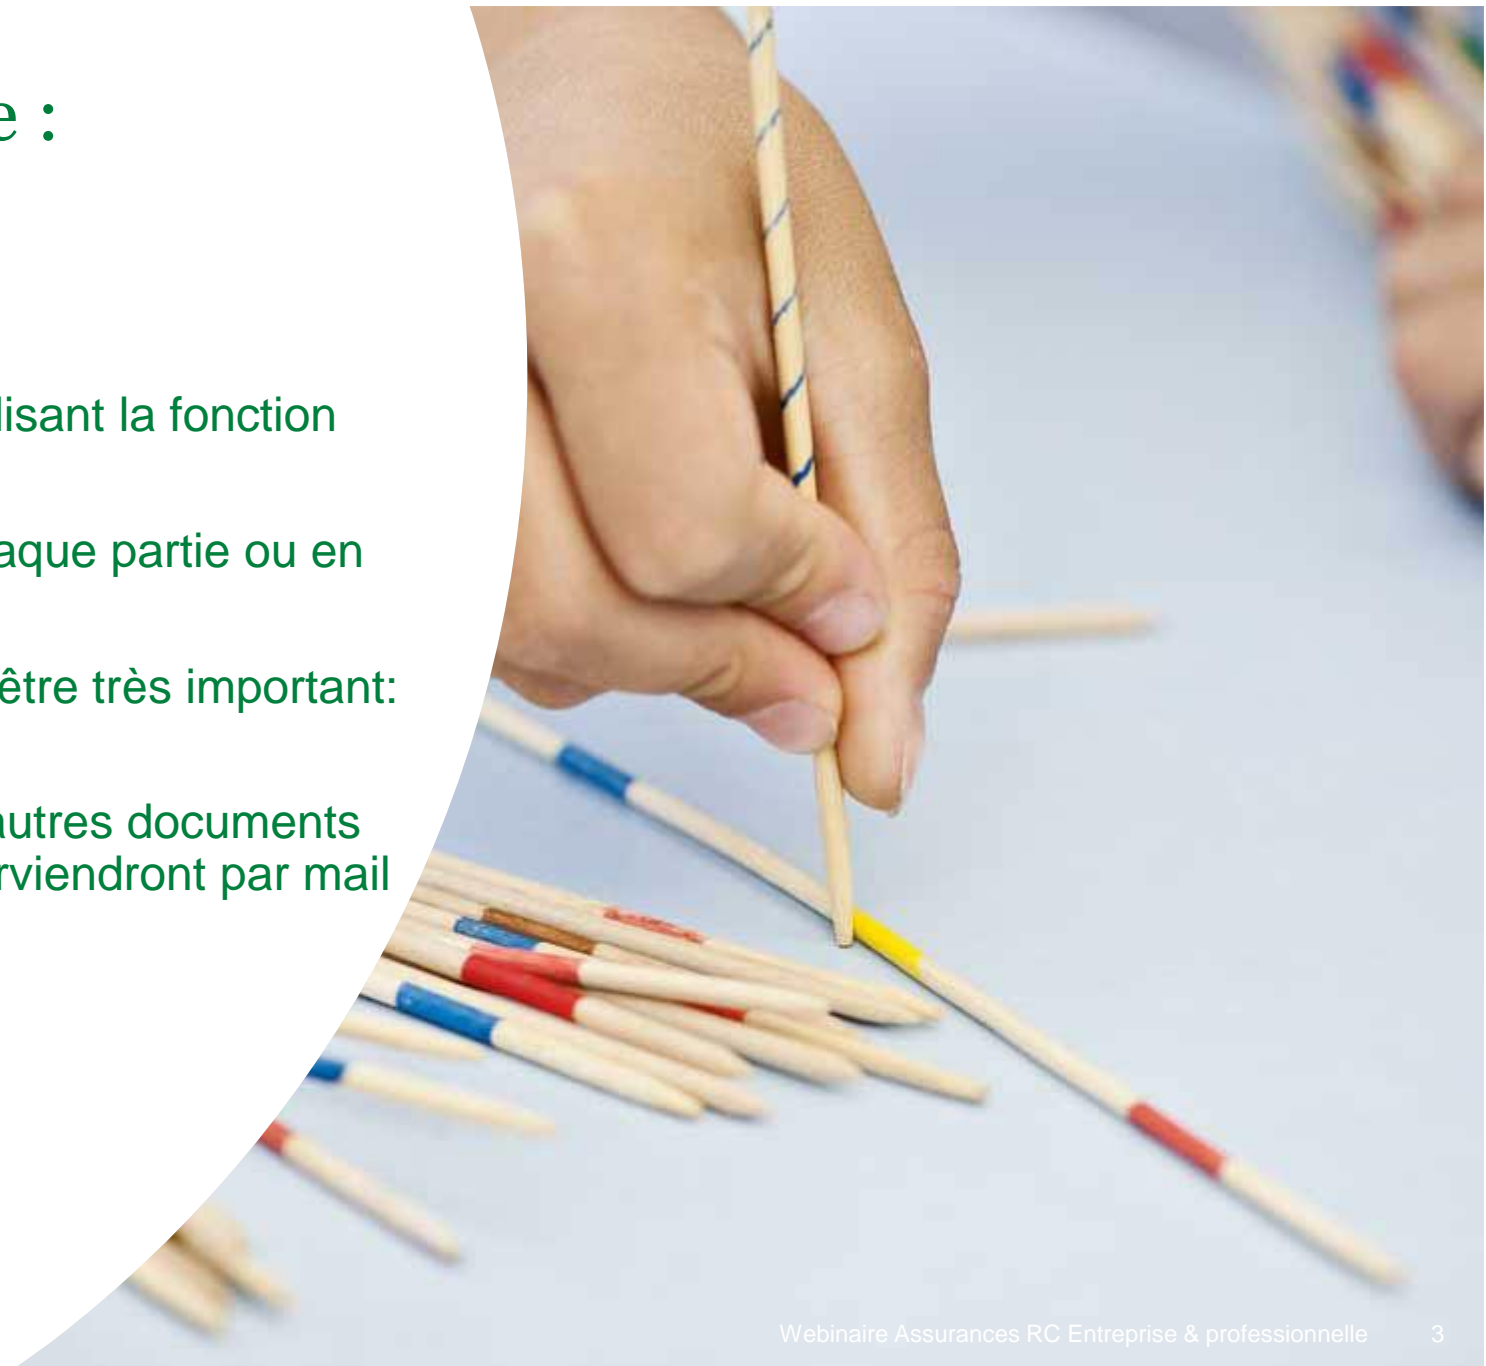 e :
lisant la fonction
aque partie ou en
être très important:
autres documents
rviendront par mail
Webinaire Assurances RC Entreprise & professionnelle 3